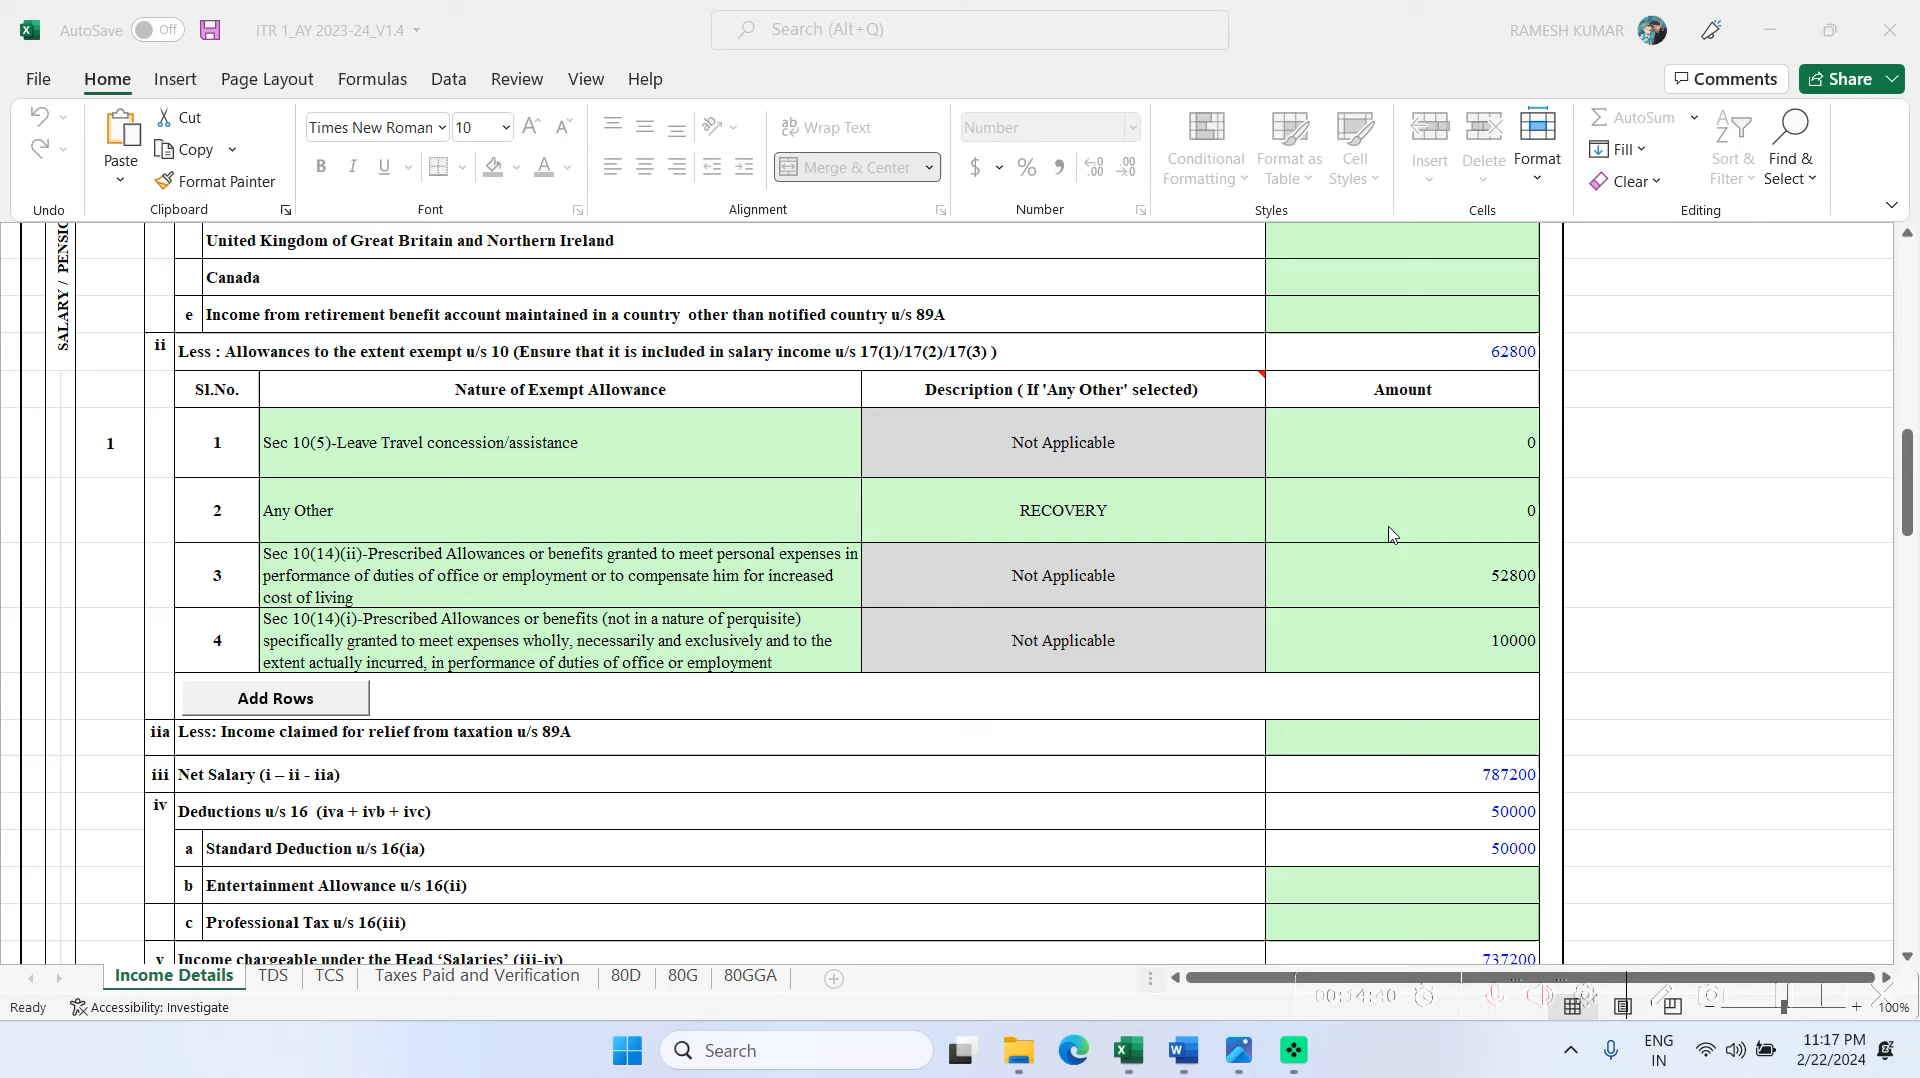 AutoSave Off ITR 1_AY 2023-24_V1.4 Search (Alt+Q) RAMESH KUMAR
File Home Insert Page Layout Formulas Data Review View Help Comments Share
Paste Cut Copy Format Painter
Times New Roman 10
B I U A
Wrap Text
Merge & Center
Number
$ % ,
Conditional Formatting Format as Table Cell Styles
Insert Delete Format
AutoSum Fill Clear
Sort & Filter Find & Select
Undo Clipboard Font Alignment Number Styles Cells Editing
SALARY / PENSIO
United Kingdom of Great Britain and Northern Ireland
Canada
e Income from retirement benefit account maintained in a country other than notified country u/s 89A
ii Less : Allowances to the extent exempt u/s 10 (Ensure that it is included in salary income u/s 17(1)/17(2)/17(3) ) 62800
Sl.No. Nature of Exempt Allowance Description ( If 'Any Other' selected) Amount
1 1 Sec 10(5)-Leave Travel concession/assistance Not Applicable 0
2 Any Other RECOVERY 0
3 Sec 10(14)(ii)-Prescribed Allowances or benefits granted to meet personal expenses in
performance of duties of office or employment or to compensate him for increased Not Applicable 52800
cost of living
4 Sec 10(14)(i)-Prescribed Allowances or benefits (not in a nature of perquisite)
specifically granted to meet expenses wholly, necessarily and exclusively and to the Not Applicable 10000
extent actually incurred, in performance of duties of office or employment
Add Rows
iia Less: Income claimed for relief from taxation u/s 89A
iii Net Salary (i – ii - iia) 787200
iv Deductions u/s 16 (iva + ivb + ivc) 50000
a Standard Deduction u/s 16(ia) 50000
b Entertainment Allowance u/s 16(ii)
c Professional Tax u/s 16(iii)
v Income chargeable under the Head ‘Salaries’ (iii-iv) 737200
Income Details TDS TCS Taxes Paid and Verification 80D 80G 80GGA
Ready Accessibility: Investigate 00:14:40 100%
Search ENG IN 11:17 PM 2/22/2024